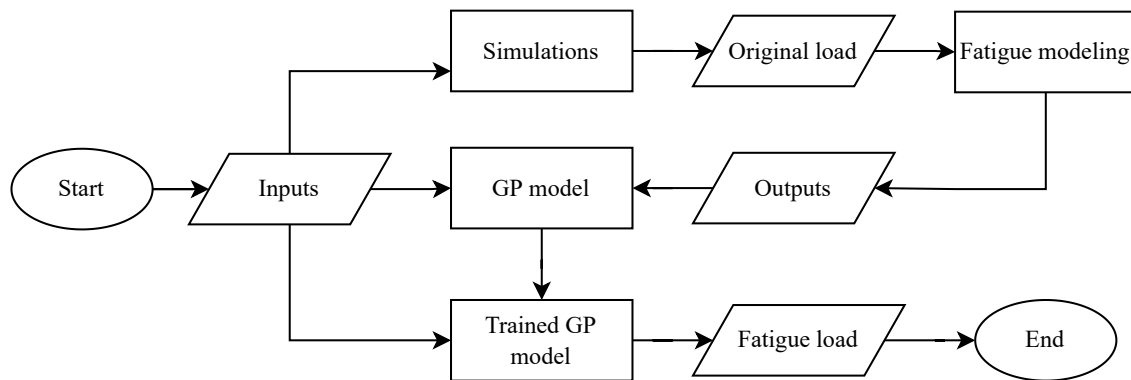 Simulations
Original load
Fatigue modeling
Start
Inputs
GP model
Outputs
Trained GP
model
Fatigue load
End